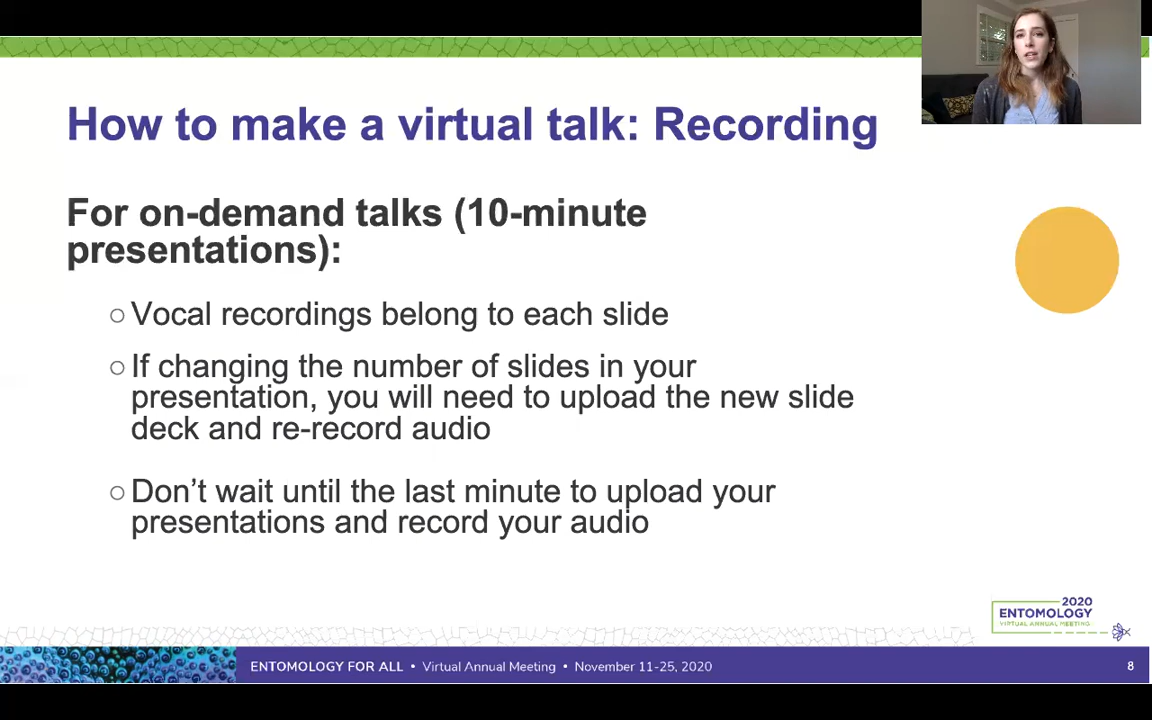 How to make a virtual talk: Recording
For on-demand talks (10-minute
presentations):
○ Vocal recordings belong to each slide
○ If changing the number of slides in your
presentation, you will need to upload the new slide
deck and re-record audio
○ Don’t wait until the last minute to upload your
presentations and record your audio
2020
ENTOMOLOGY
VIRTUAL ANNUAL MEETING
ENTOMOLOGY FOR ALL • Virtual Annual Meeting • November 11-25, 2020
8